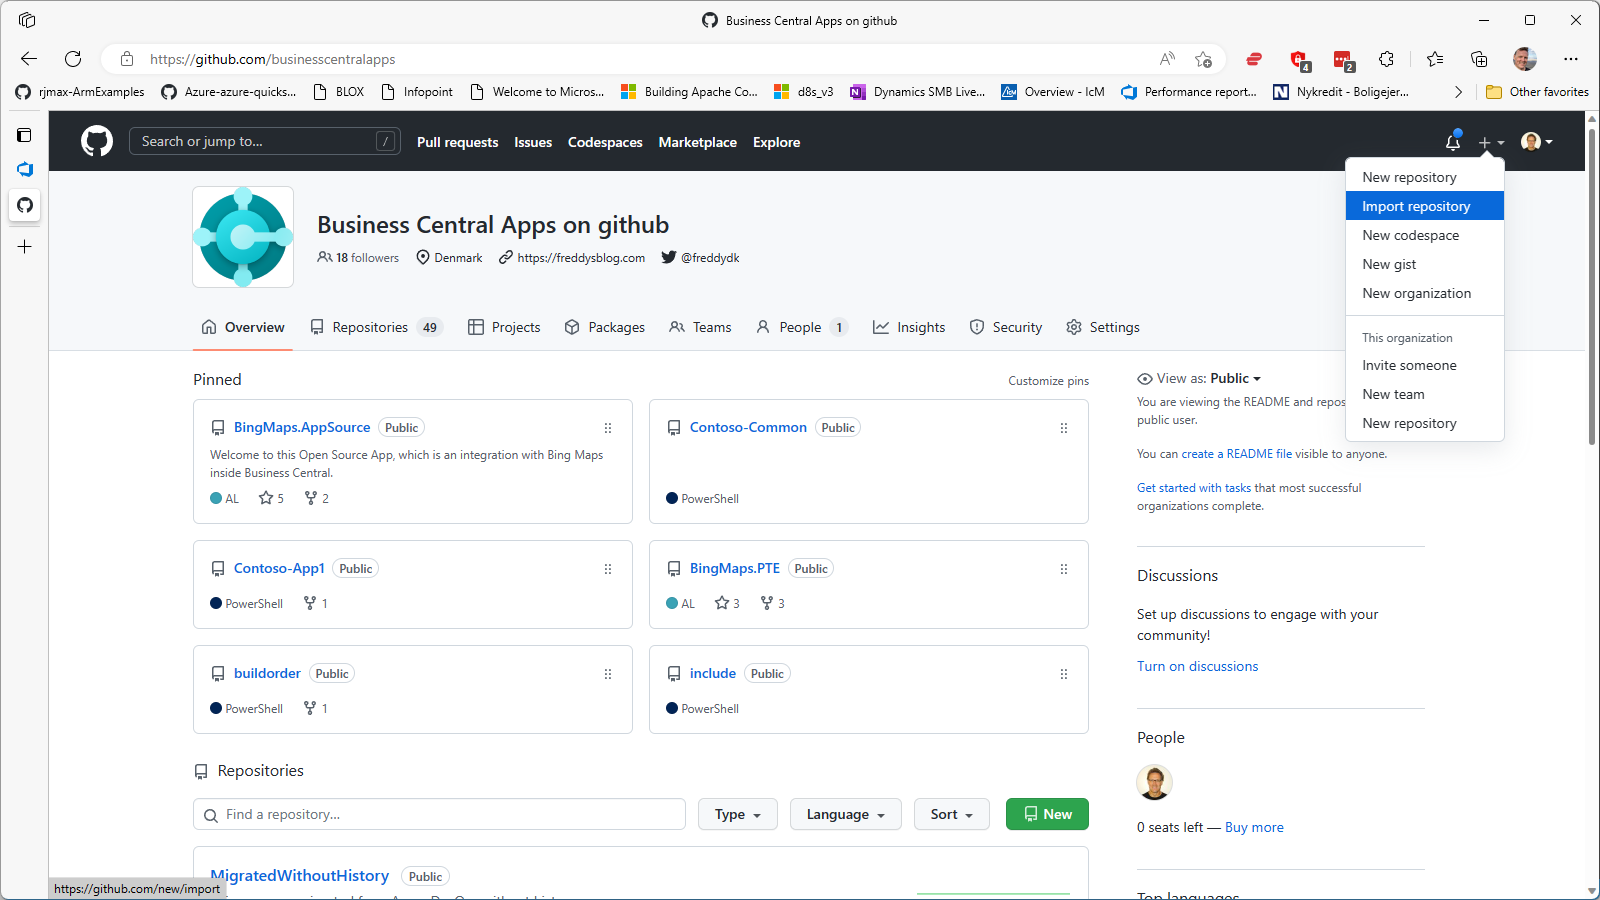 Business Central Apps on github
https://github.com/businesscentralapps
4
2
rjmax-ArmExamples
Azure-azure-quicks...
BLOX
Infopoint
Welcome to Micros...
Building Apache Co...
d8s_v3
Dynamics SMB Live...
Overview - IcM
Performance report...
Nykredit - Boligejer...
Other favorites
Search or jump to...
/
Pull requests
Issues
Codespaces
Marketplace
Explore
New repository
Import repository
New codespace
New gist
New organization
This organization
Invite someone
New team
New repository
Business Central Apps on github
18 followers
Denmark
https://freddysblog.com
@freddydk
Overview
Repositories 49
Projects
Packages
Teams
People 1
Insights
Security
Settings
Pinned
Customize pins
BingMaps.AppSource Public
Welcome to this Open Source App, which is an integration with Bing Maps
inside Business Central.
AL 5 2
Contoso-Common Public
PowerShell
Contoso-App1 Public
PowerShell 1
BingMaps.PTE Public
AL 3 3
buildorder Public
PowerShell 1
include Public
PowerShell
Repositories
Find a repository...
Type
Language
Sort
New
MigratedWithoutHistory Public
View as: Public
You are viewing the README and repos
public user.
You can create a README file visible to anyone.
Get started with tasks that most successful
organizations complete.
Discussions
Set up discussions to engage with your
community!
Turn on discussions
People
0 seats left — Buy more
Top languages
https://github.com/new/import